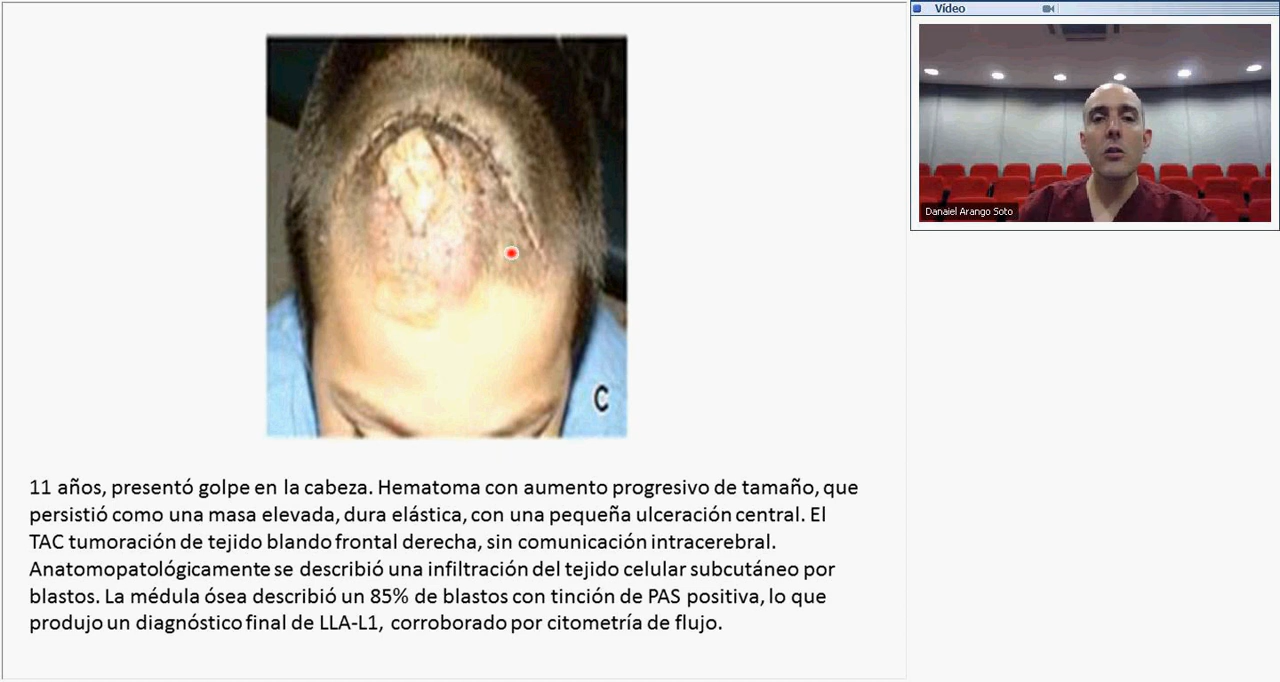 Vídeo
Danaiel Arango Soto
C
11 años, presentó golpe en la cabeza. Hematoma con aumento progresivo de tamaño, que
persistió como una masa elevada, dura elástica, con una pequeña ulceración central. El
TAC tumoración de tejido blando frontal derecha, sin comunicación intracerebral.
Anatomopatológicamente se describió una infiltración del tejido celular subcutáneo por
blastos. La médula ósea describió un 85% de blastos con tinción de PAS positiva, lo que
produjo un diagnóstico final de LLA-L1, corroborado por citometría de flujo.